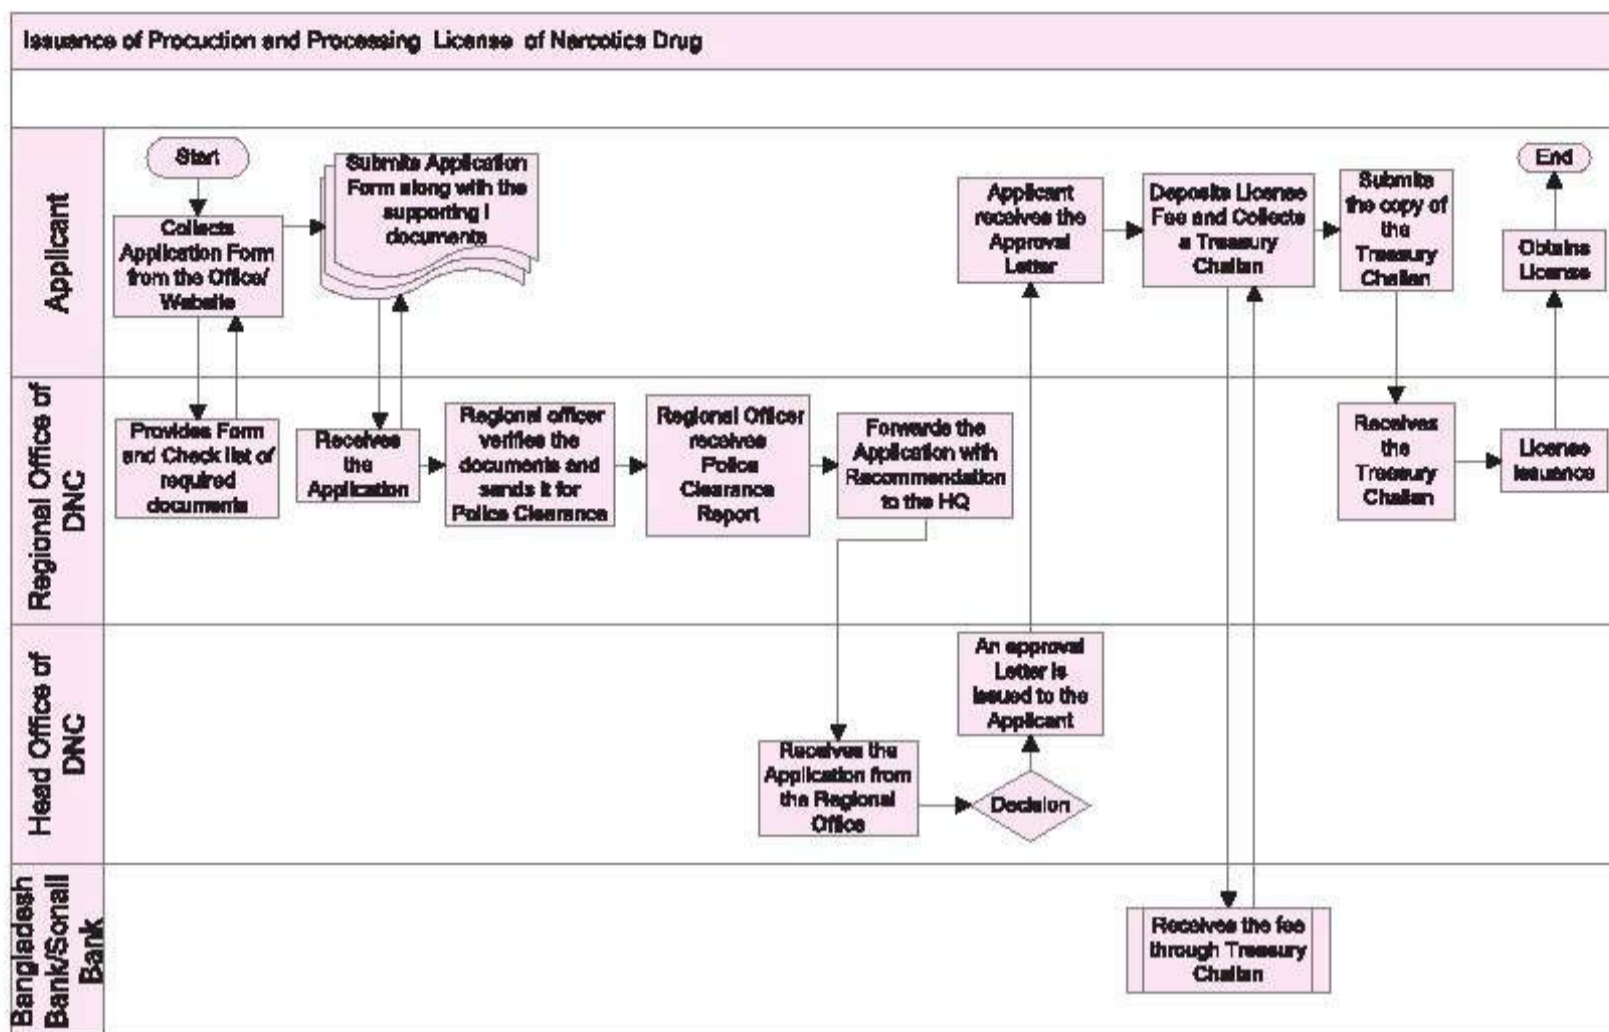 Issuance of Procuction and Processing License of Narcotics Drug
Applicant
Start
Collects
Application Form
from the Office/
Website
Submits Application
Form along with the
supporting l
documents
Applicant
receives the
Approval
Letter
Deposits License
Fee and Collects
a Treasury
Challan
Submits
the copy of
the
Treasury
Challan
End
Obtains
License
Regional Office of
DNC
Provides Form
and Check list of
required
documents
Receives
the
Application
Regional officer
verifies the
documents and
sends it for
Police Clearance
Regional Officer
receives
Police
Clearance
Report
Forwards the
Application with
Recommendation
to the HQ
Receives
the
Treasury
Challan
License
Issuance
Head Office of
DNC
Receives the
Application from
the Regional
Office
Decision
An approval
Letter is
issued to the
Applicant
Bangladesh
Bank/Sonali
Bank
Receives the fee
through Treasury
Challan